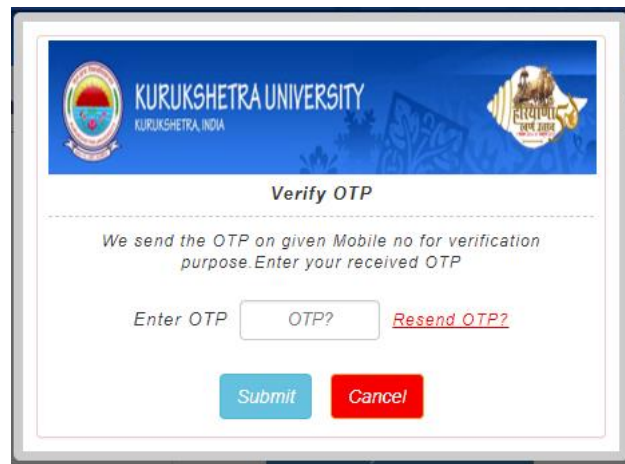 KURUKSHETRA UNIVERSITY
KURUKSHETRA, INDIA
हरियाणा
Verify OTP
We send the OTP on given Mobile no for verification
purpose.Enter your received OTP
Enter OTP OTP? Resend OTP?
Submit Cancel